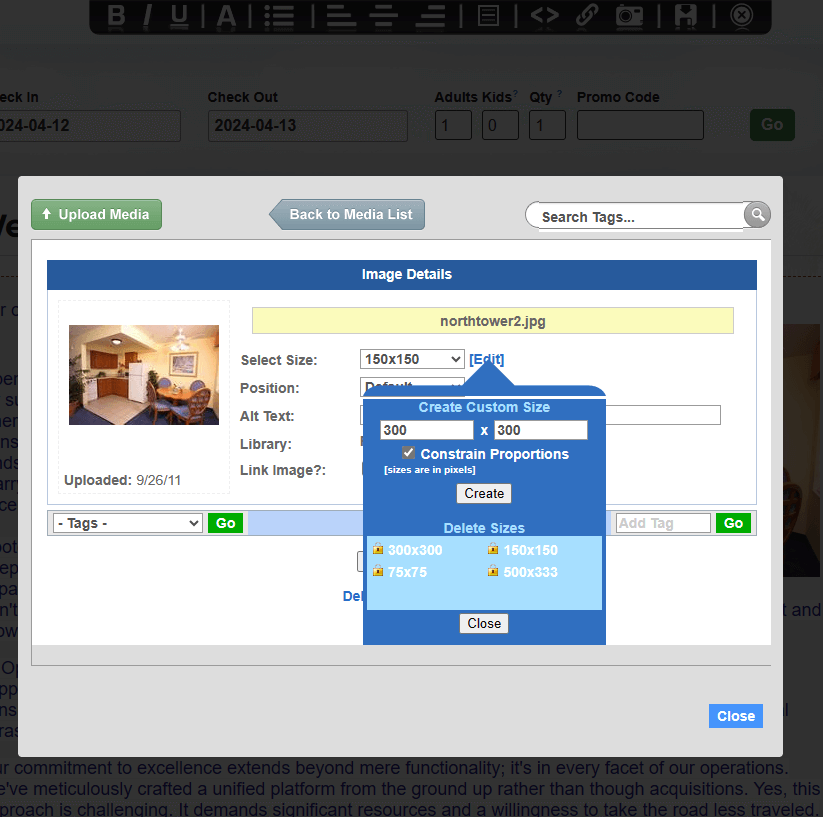 B I U A
eck In Check Out Adults Kids? Qty ? Promo Code
024-04-12 2024-04-13 1 0 1 Go
Upload Media Back to Media List Search Tags...
Image Details
northtower2.jpg
Select Size: 150x150 [Edit]
Position: Default
Alt Text:
Library:
Link Image?:
Uploaded: 9/26/11
Create Custom Size
300 x 300
Constrain Proportions
[sizes are in pixels]
Create
- Tags - Go Add Tag Go
Delete Sizes
300x300 150x150
75x75 500x333
Close
Del
t and
Close
ur commitment to excellence extends beyond mere functionality; it's in every facet of our operations.
e've meticulously crafted a unified platform from the ground up rather than though acquisitions. Yes, this
proach is challenging. It demands significant resources and a willingness to take the road less traveled.